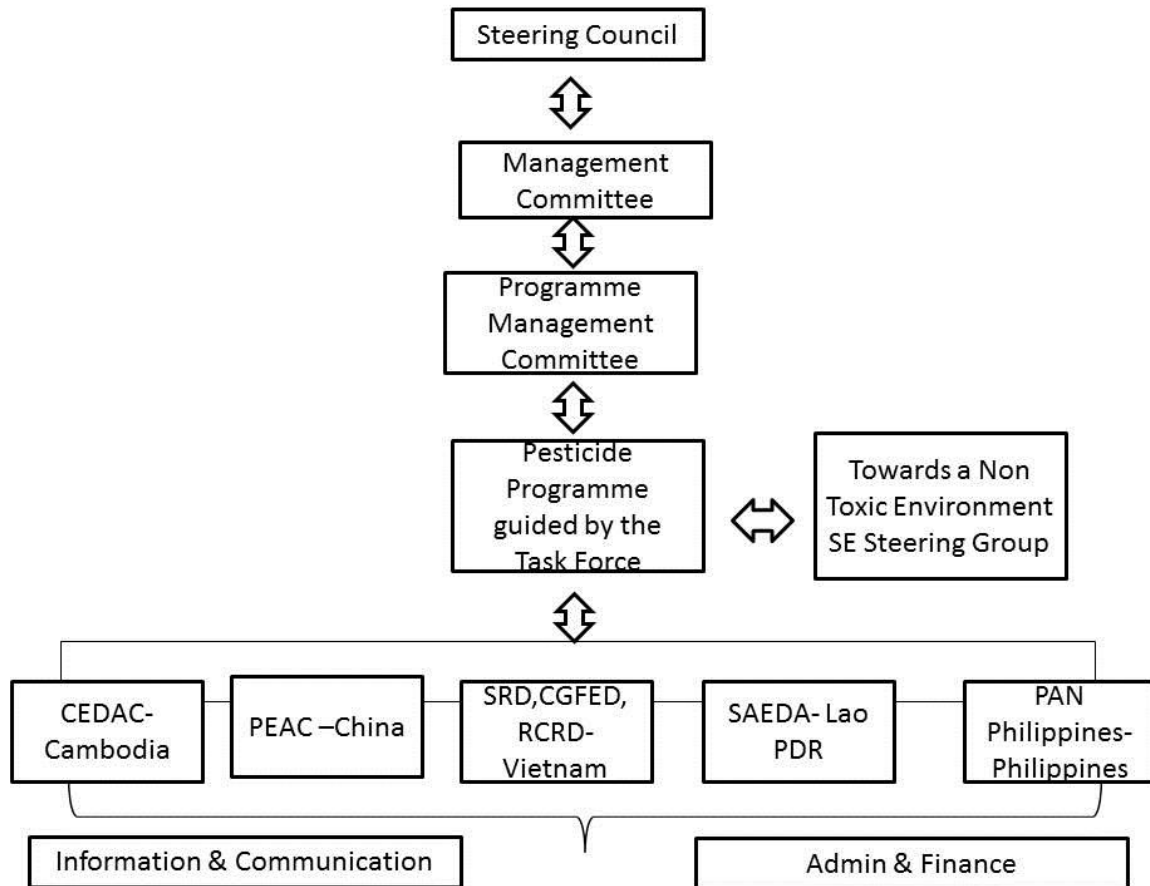 Steering Council
Management
Committee
Programme
Management
Committee
Pesticide
Programme
guided by the
Task Force
Towards a Non
Toxic Environment
SE Steering Group
CEDAC-
Cambodia
PEAC –China
SRD,CGFED,
RCRD-
Vietnam
SAEDA- Lao
PDR
PAN
Philippines-
Philippines
Information & Communication
Admin & Finance